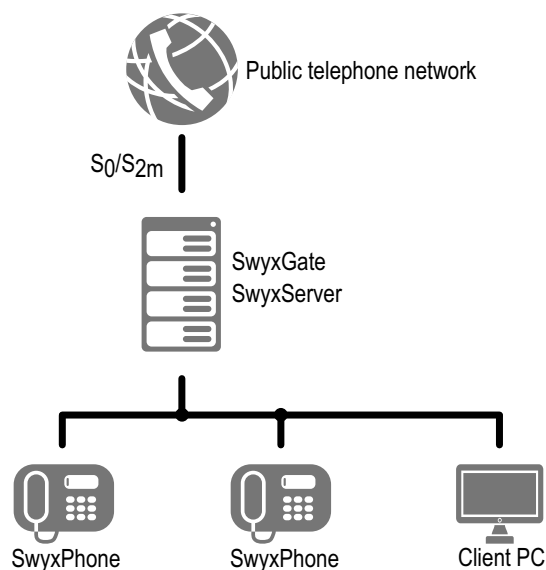 Public telephone network
S0/S2m
SwyxGate
SwyxServer
SwyxPhone
SwyxPhone
Client PC